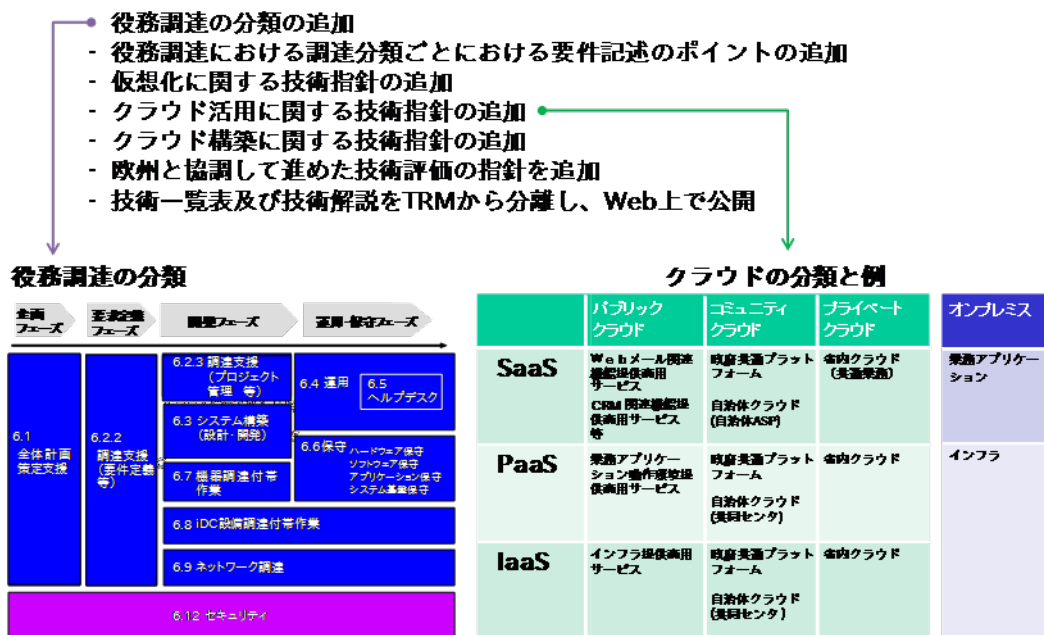 役務調達の分類の追加
- 役務調達における調達分類ごとにおける要件記述のポイントの追加
- 仮想化に関する技術指針の追加
- クラウド活用に関する技術指針の追加
- クラウド構築に関する技術指針の追加
- 欧州と協調して進めた技術評価の指針を追加
- 技術一覧表及び技術解説をTRMから分離し、Web上で公開
役務調達の分類
企画
フェーズ
要求定義
フェーズ
調整フェーズ
運用・保守フェーズ
6.1
全体計画
策定支援
6.2.2
調達支援
(要件定義
等)
6.2.3 調達支援
(プロジェクト
管理 等)
6.3 システム構築
(設計・開発)
6.7 機器調達付帯
作業
6.4 運用
6.5
ヘルプデスク
6.6保守
ハードウェア保守
ソフトウェア保守
アプリケーション保守
システム基盤保守
6.8 iDC設備調達付帯作業
6.9 ネットワーク調達
6.12 セキュリティ
クラウドの分類と例
パブリック
クラウド
コミュニティ
クラウド
プライベート
クラウド
オンプレミス
SaaS
Webメール関連
機能提供商用
サービス
CRM関連機能提
供商用サービス
等
政府共通プラット
フォーム
自治体クラウド
(自治体ASP)
省内クラウド
(共通業務)
業務アプリケー
ション
PaaS
業務アプリケー
ション動作環境提
供商用サービス
政府共通プラット
フォーム
自治体クラウド
(共同センタ)
省内クラウド
インフラ
IaaS
インフラ提供商用
サービス
政府共通プラット
フォーム
自治体クラウド
(共同センタ)
省内クラウド